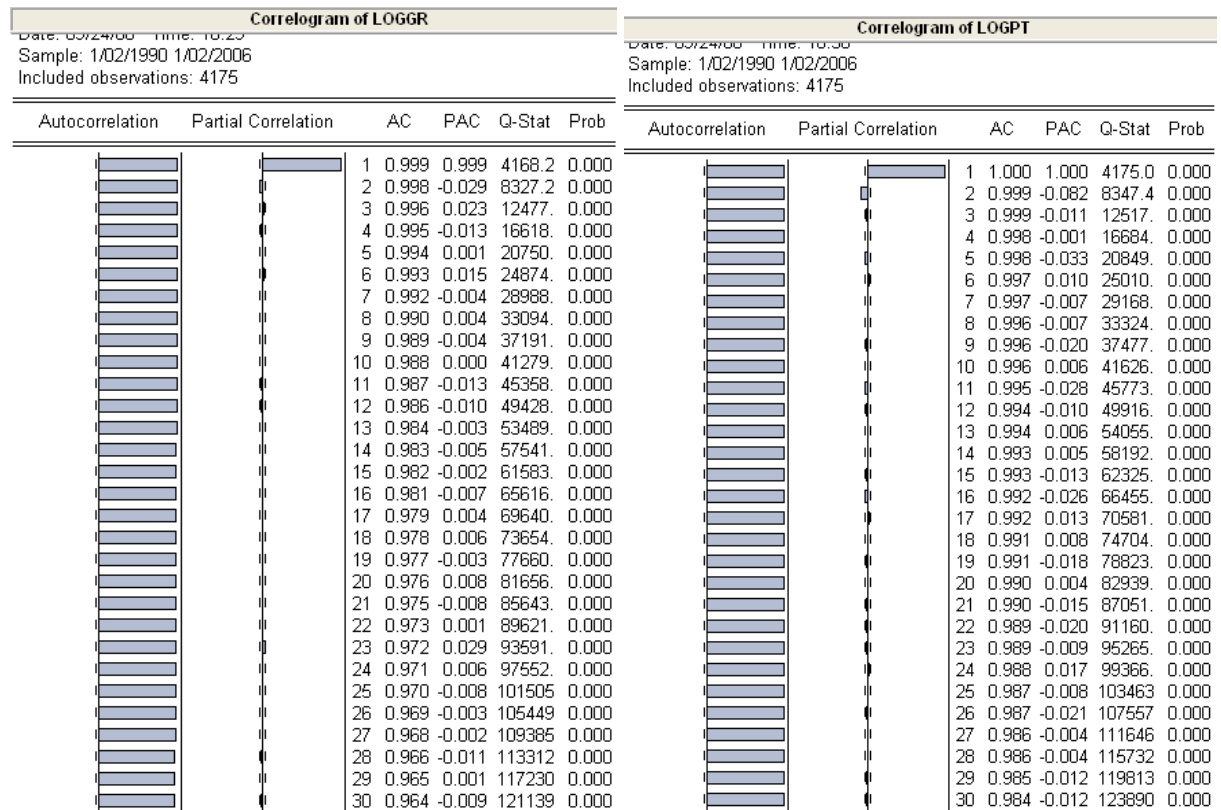 Correlogram of LOGGR
Sample: 1/02/1990 1/02/2006
Included observations: 4175
Autocorrelation Partial Correlation AC PAC Q-Stat Prob
1 0.999 0.999 4168.2 0.000
2 0.998 -0.029 8327.2 0.000
3 0.996 0.023 12477. 0.000
4 0.995 -0.013 16618. 0.000
5 0.994 0.001 20750. 0.000
6 0.993 0.015 24874. 0.000
7 0.992 -0.004 28988. 0.000
8 0.990 0.004 33094. 0.000
9 0.989 -0.004 37191. 0.000
10 0.988 0.000 41279. 0.000
11 0.987 -0.013 45358. 0.000
12 0.986 -0.010 49428. 0.000
13 0.984 -0.003 53489. 0.000
14 0.983 -0.005 57541. 0.000
15 0.982 -0.002 61583. 0.000
16 0.981 -0.007 65616. 0.000
17 0.979 0.004 69640. 0.000
18 0.978 0.006 73654. 0.000
19 0.977 -0.003 77660. 0.000
20 0.976 0.008 81656. 0.000
21 0.975 -0.008 85643. 0.000
22 0.973 0.001 89621. 0.000
23 0.972 0.029 93591. 0.000
24 0.971 0.006 97552. 0.000
25 0.970 -0.008 101505 0.000
26 0.969 -0.003 105449 0.000
27 0.968 -0.002 109385 0.000
28 0.966 -0.011 113312 0.000
29 0.965 0.001 117230 0.000
30 0.964 -0.009 121139 0.000
Correlogram of LOGPT
Sample: 1/02/1990 1/02/2006
Included observations: 4175
Autocorrelation Partial Correlation AC PAC Q-Stat Prob
1 1.000 1.000 4175.0 0.000
2 0.999 -0.082 8347.4 0.000
3 0.999 -0.011 12517. 0.000
4 0.998 -0.001 16684. 0.000
5 0.998 -0.033 20849. 0.000
6 0.997 0.010 25010. 0.000
7 0.997 -0.007 29168. 0.000
8 0.996 -0.007 33324. 0.000
9 0.996 -0.020 37477. 0.000
10 0.996 0.006 41626. 0.000
11 0.995 -0.028 45773. 0.000
12 0.994 -0.010 49916. 0.000
13 0.994 0.006 54055. 0.000
14 0.993 0.005 58192. 0.000
15 0.993 -0.013 62325. 0.000
16 0.992 -0.026 66455. 0.000
17 0.992 0.013 70581. 0.000
18 0.991 0.008 74704. 0.000
19 0.991 -0.018 78823. 0.000
20 0.990 0.004 82939. 0.000
21 0.990 -0.015 87051. 0.000
22 0.989 -0.020 91160. 0.000
23 0.989 -0.009 95265. 0.000
24 0.988 0.017 99366. 0.000
25 0.987 -0.008 103463 0.000
26 0.987 -0.021 107557 0.000
27 0.986 -0.004 111646 0.000
28 0.986 -0.004 115732 0.000
29 0.985 -0.012 119813 0.000
30 0.984 -0.012 123890 0.000